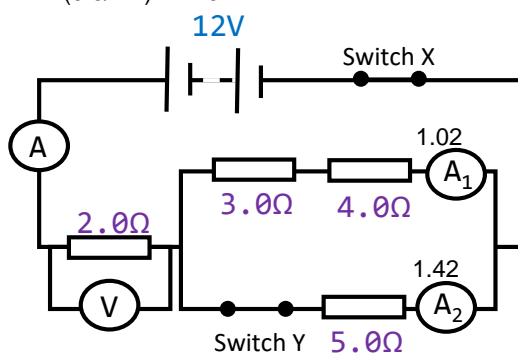 12V
Switch X
A
1.02
A1
3.0Ω
4.0Ω
2.0Ω
V
1.42
A2
Switch Y
5.0Ω